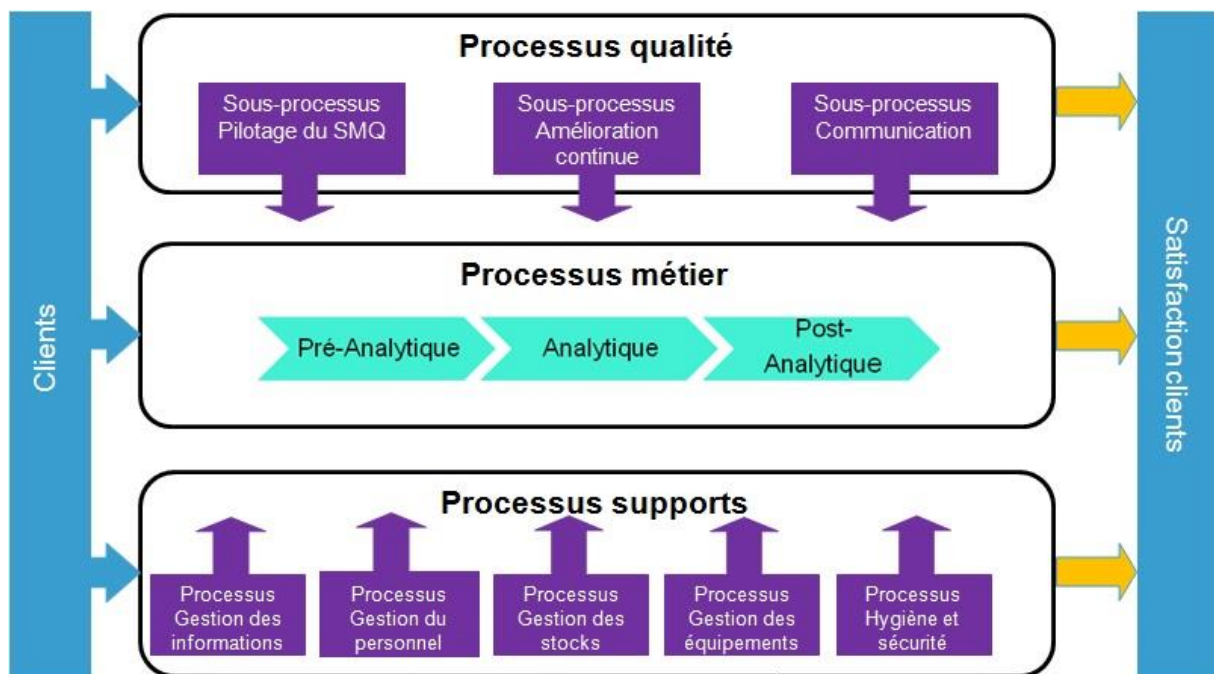 Clients
Processus qualité
Sous-processus
Pilotage du SMQ
Sous-processus
Amélioration
continue
Sous-processus
Communication
Processus métier
Pré-Analytique
Analytique
Post-
Analytique
Processus supports
Processus
Gestion des
informations
Processus
Gestion du
personnel
Processus
Gestion des
stocks
Processus
Gestion des
équipements
Processus
Hygiène et
sécurité
Satisfaction clients